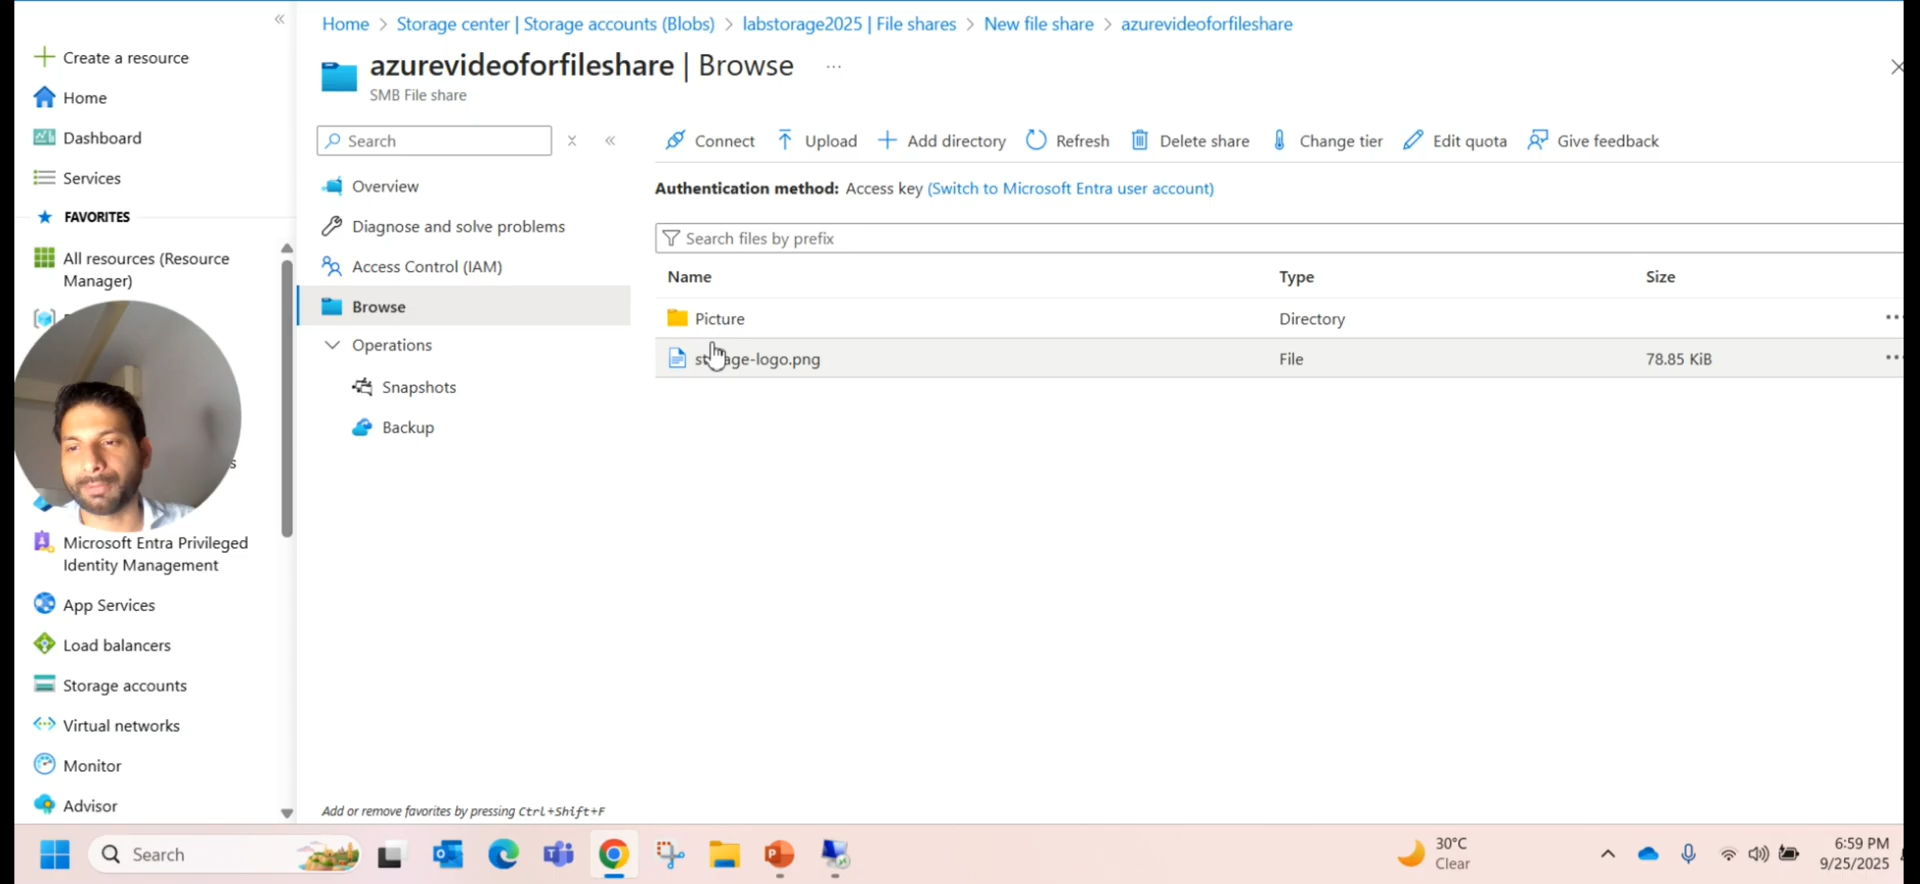 Home > Storage center | Storage accounts (Blobs) > labstorage2025 | File shares > New file share > azurevideoforfileshare
azurevideoforfileshare | Browse ...
SMB File share
Create a resource
Home
Dashboard
Services
FAVORITES
All resources (Resource
Manager)
Microsoft Entra Privileged
Identity Management
App Services
Load balancers
Storage accounts
Virtual networks
Monitor
Advisor
Search
Overview
Diagnose and solve problems
Access Control (IAM)
Browse
Operations
Snapshots
Backup
Add or remove favorites by pressing Ctrl+Shift+F
Connect Upload Add directory Refresh Delete share Change tier Edit quota Give feedback
Authentication method: Access key (Switch to Microsoft Entra user account)
Search files by prefix
Name Type Size
Picture Directory
storage-logo.png File 78.85 KiB
Search
30°C
Clear
6:59 PM
9/25/2025